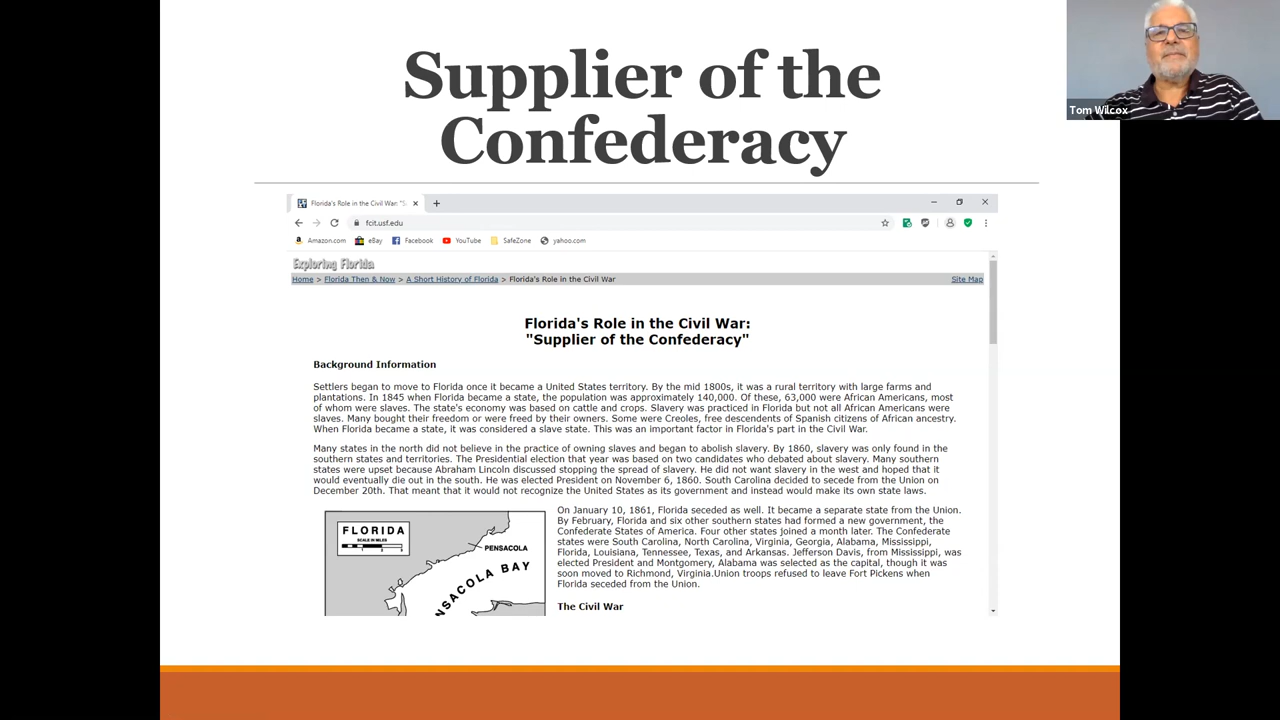 Supplier of the
Confederacy
Tom Wilcox
Florida's Role in the Civil War: "S
fcit.usf.edu
Amazon.com eBay Facebook YouTube SafeZone yahoo.com
Exploring Florida
Home > Florida Then & Now > A Short History of Florida > Florida's Role in the Civil War Site Map
Florida's Role in the Civil War:
"Supplier of the Confederacy"
Background Information
Settlers began to move to Florida once it became a United States territory. By the mid 1800s, it was a rural territory with large farms and
plantations. In 1845 when Florida became a state, the population was approximately 140,000. Of these, 63,000 were African Americans, most
of whom were slaves. The state's economy was based on cattle and crops. Slavery was practiced in Florida but not all African Americans were
slaves. Many bought their freedom or were freed by their owners. Some were Creoles, free descendents of Spanish citizens of African ancestry.
When Florida became a state, it was considered a slave state. This was an important factor in Florida's part in the Civil War.
Many states in the north did not believe in the practice of owning slaves and began to abolish slavery. By 1860, slavery was only found in the
southern states and territories. The Presidential election that year was based on two candidates who debated about slavery. Many southern
states were upset because Abraham Lincoln discussed stopping the spread of slavery. He did not want slavery in the west and hoped that it
would eventually die out in the south. He was elected President on November 6, 1860. South Carolina decided to secede from the Union on
December 20th. That meant that it would not recognize the United States as its government and instead would make its own state laws.
On January 10, 1861, Florida seceded as well. It became a separate state from the Union.
By February, Florida and six other southern states had formed a new government, the
Confederate States of America. Four other states joined a month later. The Confederate
states were South Carolina, North Carolina, Virginia, Georgia, Alabama, Mississippi,
Florida, Louisiana, Tennessee, Texas, and Arkansas. Jefferson Davis, from Mississippi, was
elected President and Montgomery, Alabama was selected as the capital, though it was
soon moved to Richmond, Virginia.Union troops refused to leave Fort Pickens when
Florida seceded from the Union.
The Civil War
FLORIDA
SCALE IN MILES
PENSACOLA
NSACOLA BAY